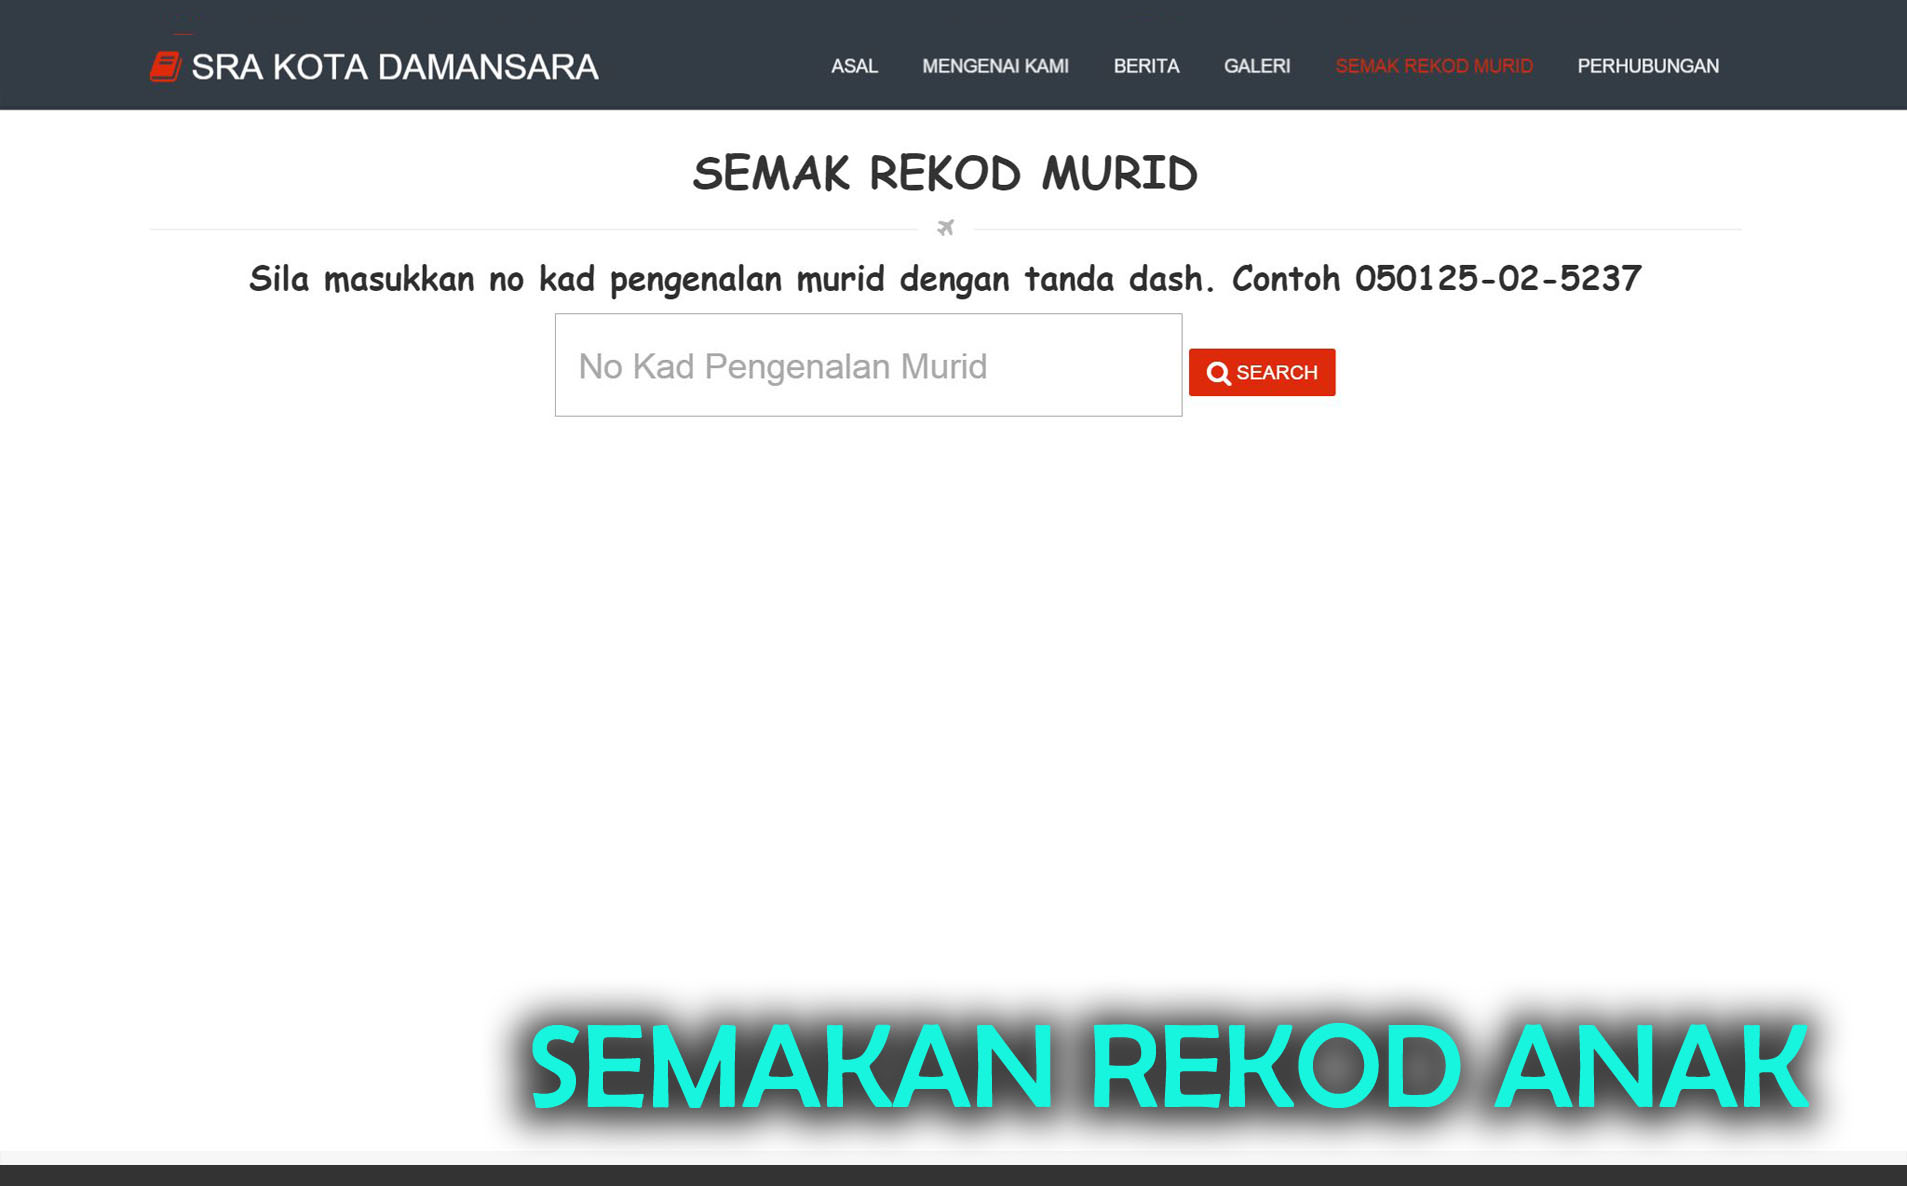 SRA KOTA DAMANSARA
ASAL MENGENAI KAMI BERITA GALERI SEMAK REKOD MURID PERHUBUNGAN
SEMAK REKOD MURID
Sila masukkan no kad pengenalan murid dengan tanda dash. Contoh 050125-02-5237
No Kad Pengenalan Murid
SEARCH
SEMAKAN REKOD ANAK